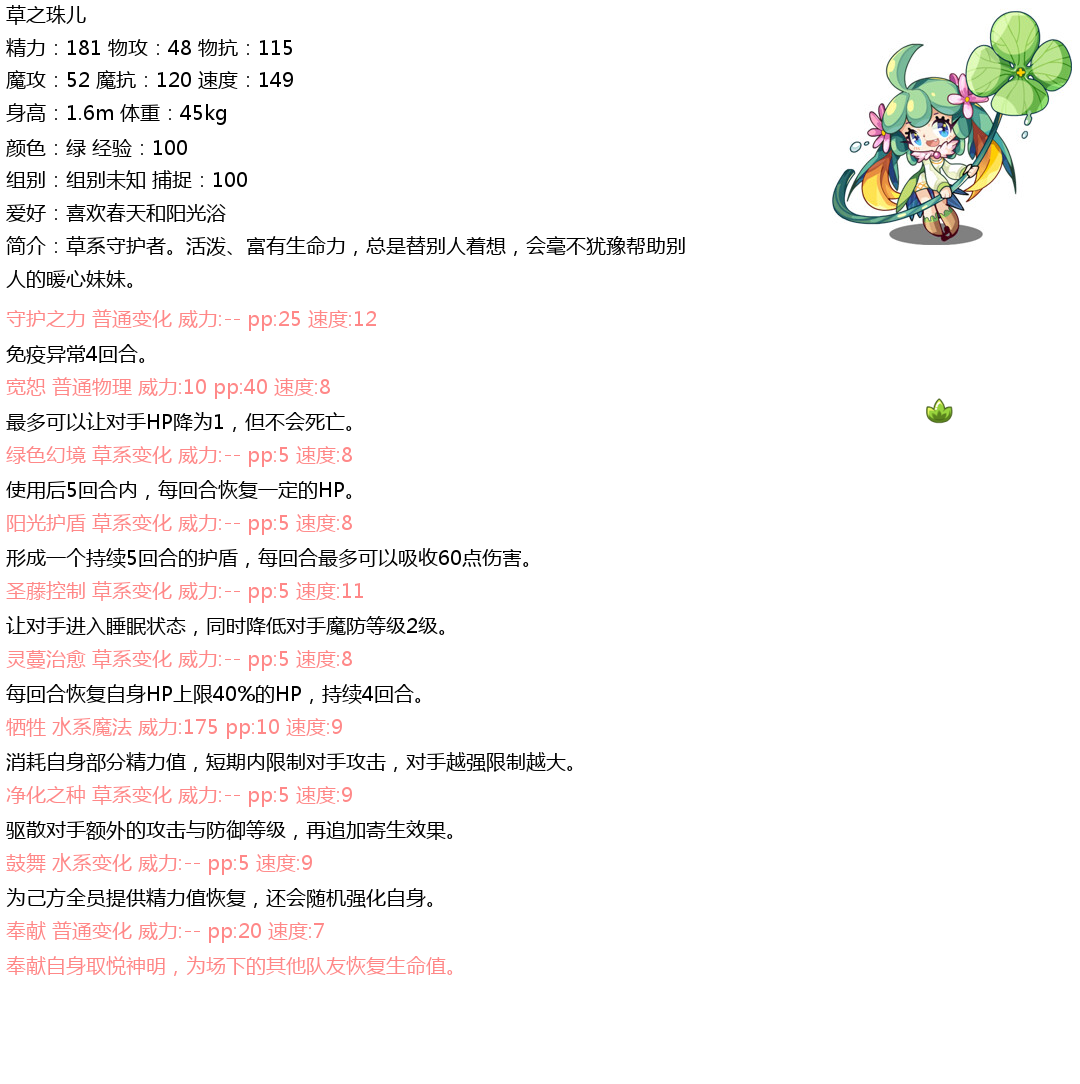 草之珠儿
精力：181 物攻：48 物抗：115
魔攻：52 魔抗：120 速度：149
身高：1.6m 体重：45kg
颜色：绿 经验：100
组别：组别未知 捕捉：100
爱好：喜欢春天和阳光浴
简介：草系守护者。活泼、富有生命力，总是替别人着想，会毫不犹豫帮助别
人的暖心妹妹。
守护之力 普通变化 威力:-- pp:25 速度:12
免疫异常4回合。
宽恕 普通物理 威力:10 pp:40 速度:8
最多可以让对手HP降为1，但不会死亡。
绿色幻境 草系变化 威力:-- pp:5 速度:8
使用后5回合内，每回合恢复一定的HP。
阳光护盾 草系变化 威力:-- pp:5 速度:8
形成一个持续5回合的护盾，每回合最多可以吸收60点伤害。
圣藤控制 草系变化 威力:-- pp:5 速度:11
让对手进入睡眠状态，同时降低对手魔防等级2级。
灵蔓治愈 草系变化 威力:-- pp:5 速度:8
每回合恢复自身HP上限40%的HP，持续4回合。
牺牲 水系魔法 威力:175 pp:10 速度:9
消耗自身部分精力值，短期内限制对手攻击，对手越强限制越大。
净化之种 草系变化 威力:-- pp:5 速度:9
驱散对手额外的攻击与防御等级，再追加寄生效果。
鼓舞 水系变化 威力:-- pp:5 速度:9
为己方全员提供精力值恢复，还会随机强化自身。
奉献 普通变化 威力:-- pp:20 速度:7
奉献自身取悦神明，为场下的其他队友恢复生命值。